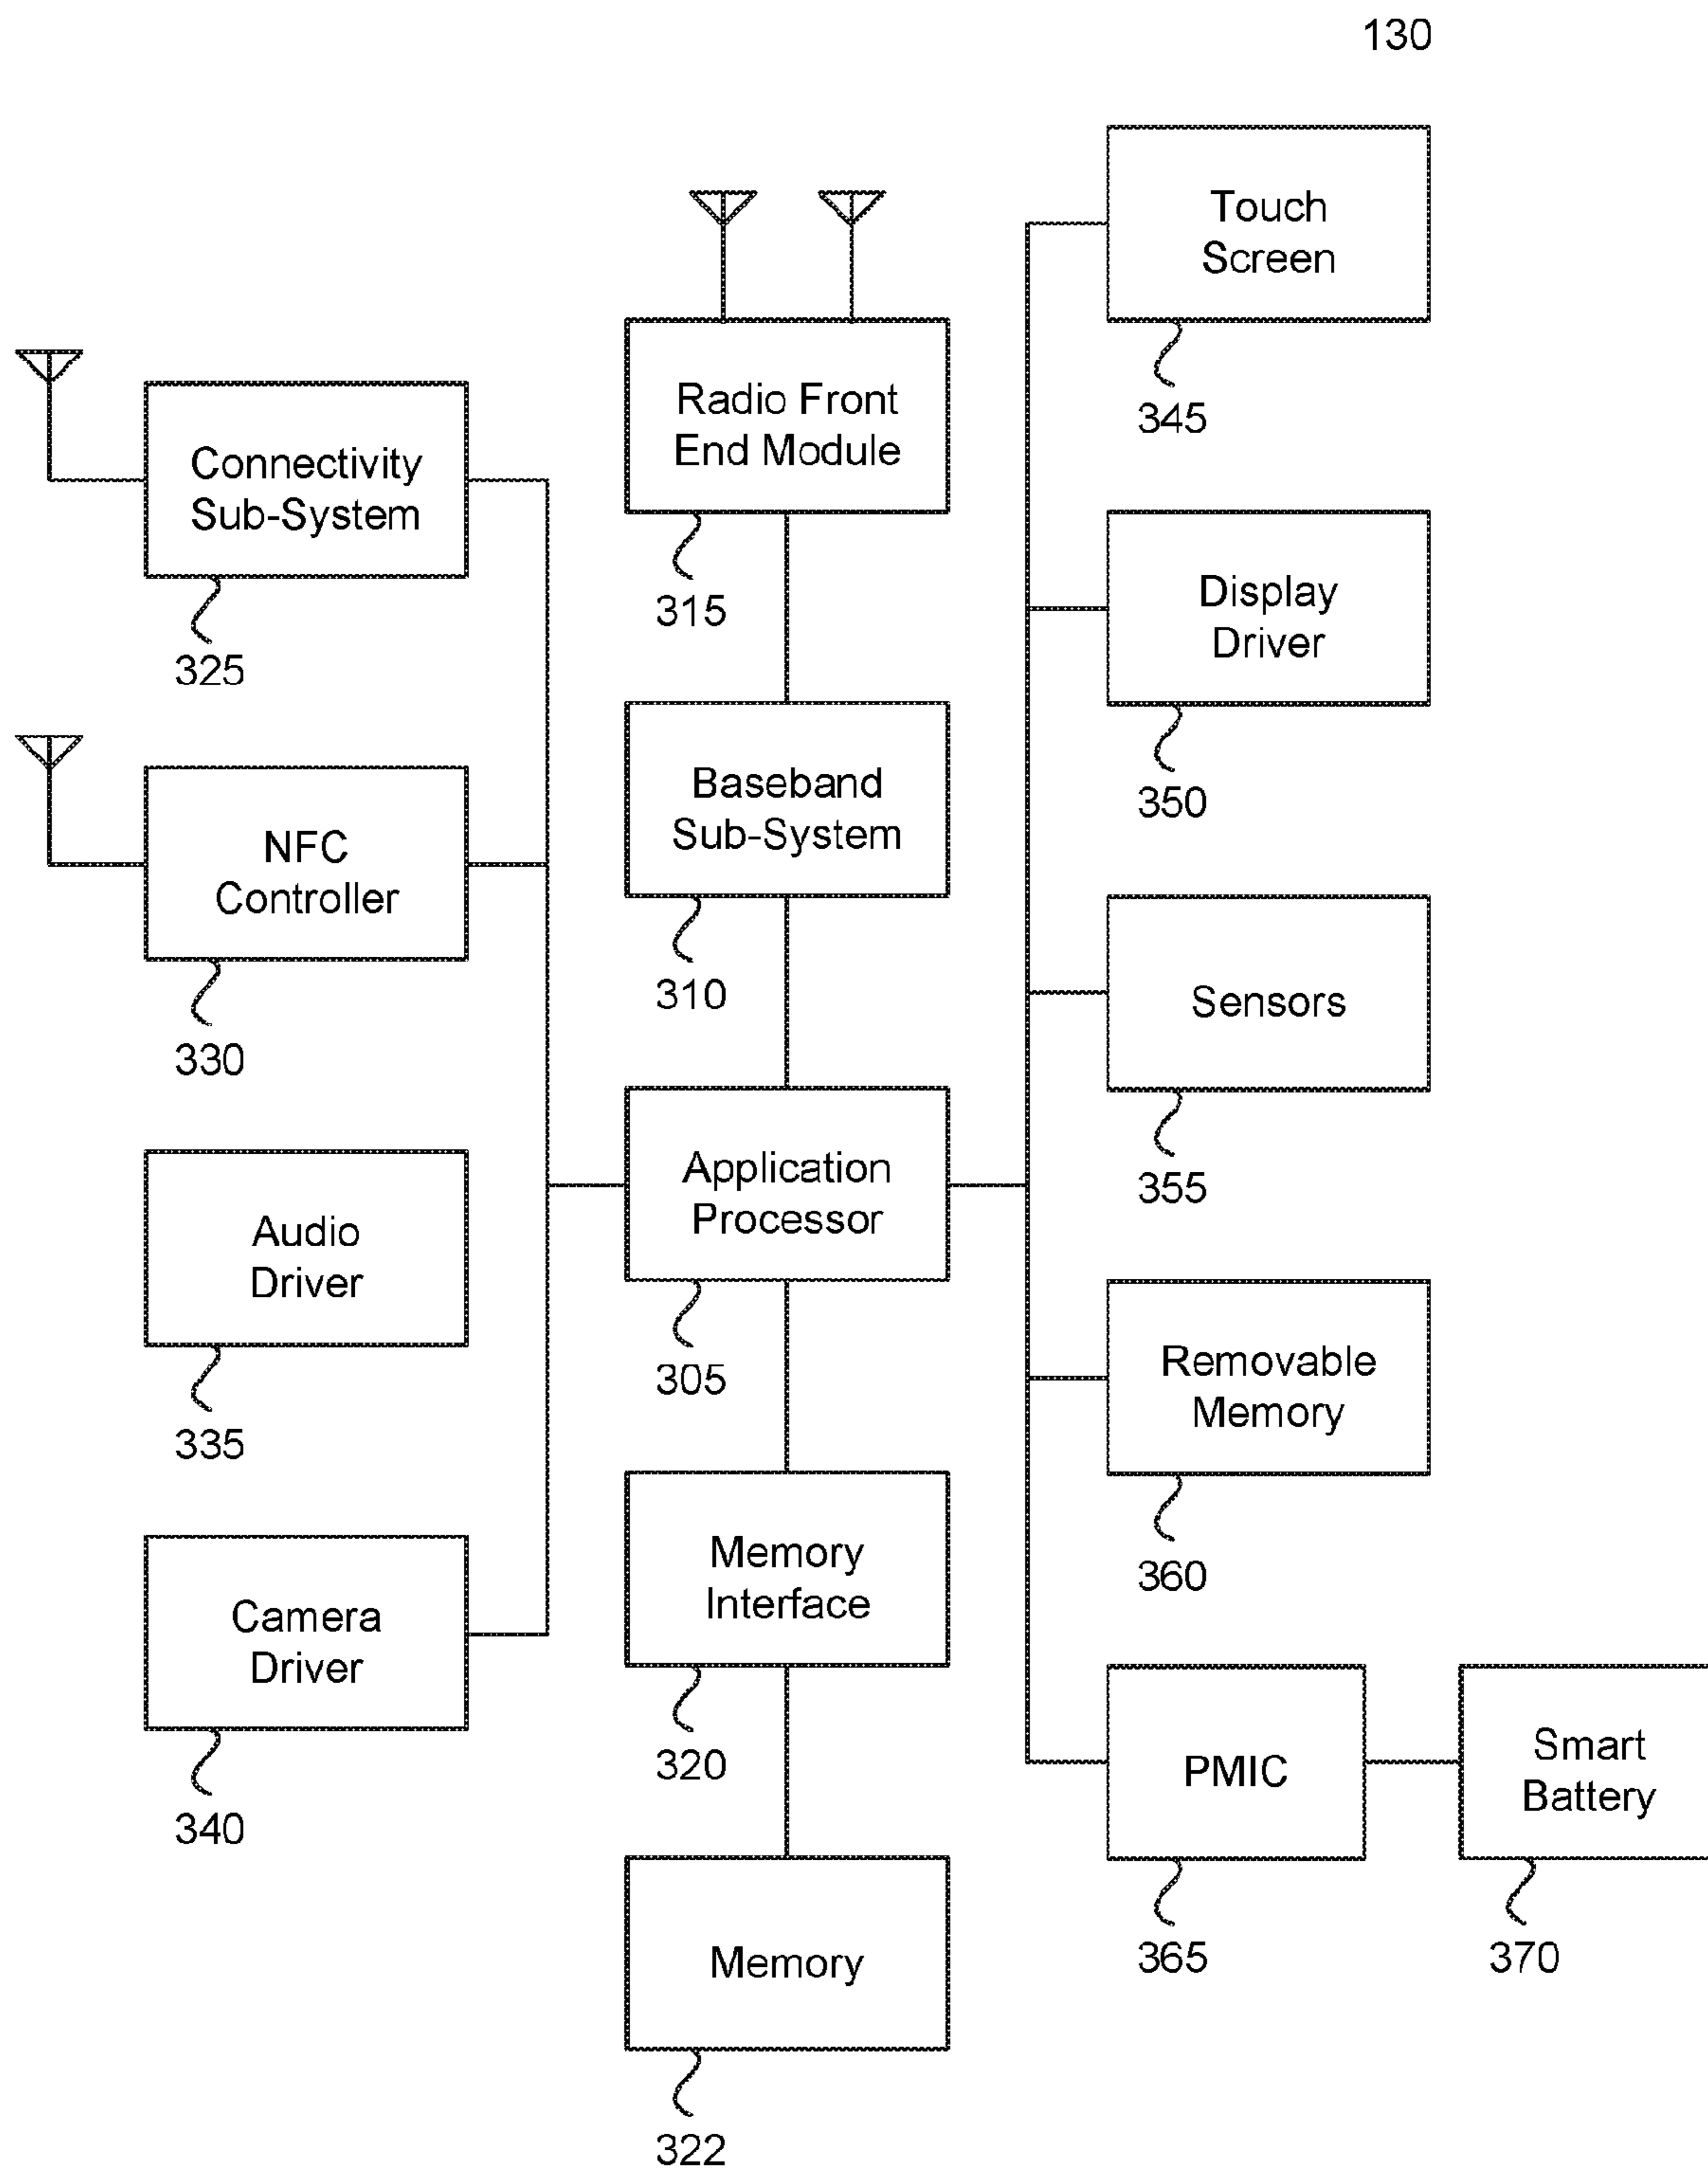 130
Touch
Screen
345
Radio Front
End Module
315
Connectivity
Sub-System
325
Display
Driver
350
Baseband
Sub-System
310
NFC
Controller
330
Sensors
355
Application
Processor
305
Audio
Driver
335
Removable
Memory
360
Memory
Interface
320
Camera
Driver
340
PMIC
365
Smart
Battery
370
Memory
322